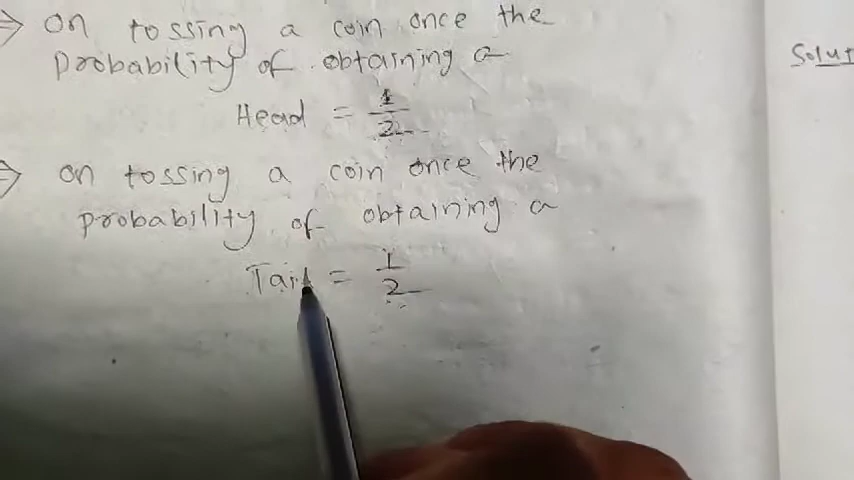 ⇒ on tossing a coin once the
probability of obtaining a
Head = 1/2
⇒ on tossing a coin once the
probability of obtaining a
Tail = 1/2